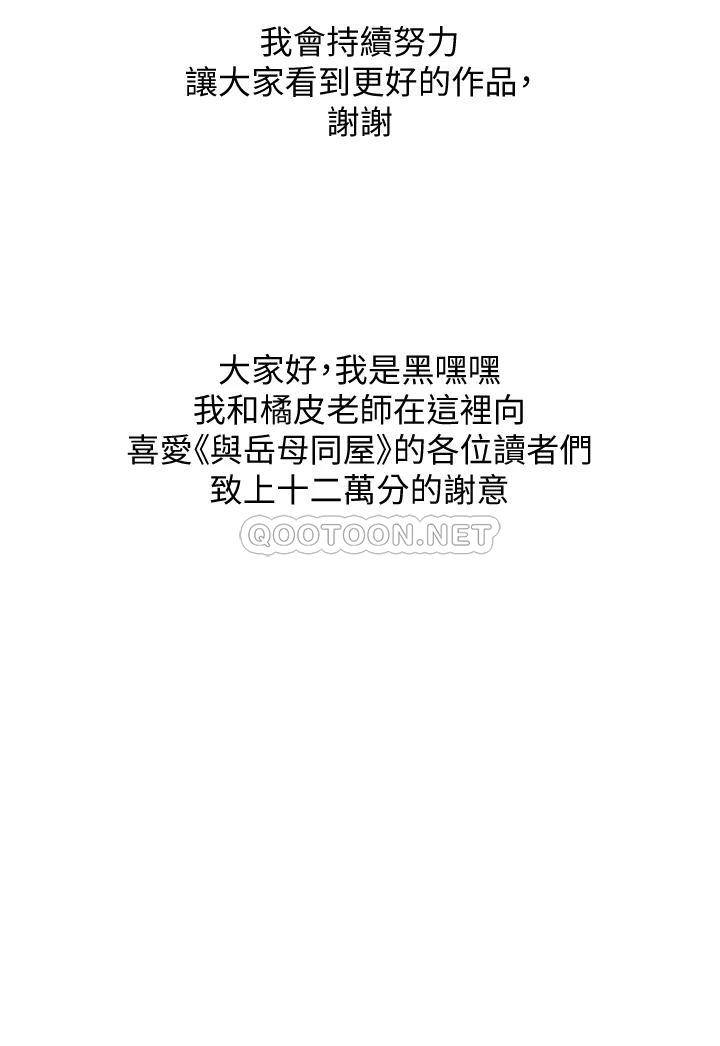 我會持續努力
讓大家看到更好的作品，
謝謝
大家好，我是黑嘿嘿
我和橘皮老師在這裡向
喜愛《與岳母同屋》的各位讀者們
致上十二萬分的謝意
QOOTOON.NET